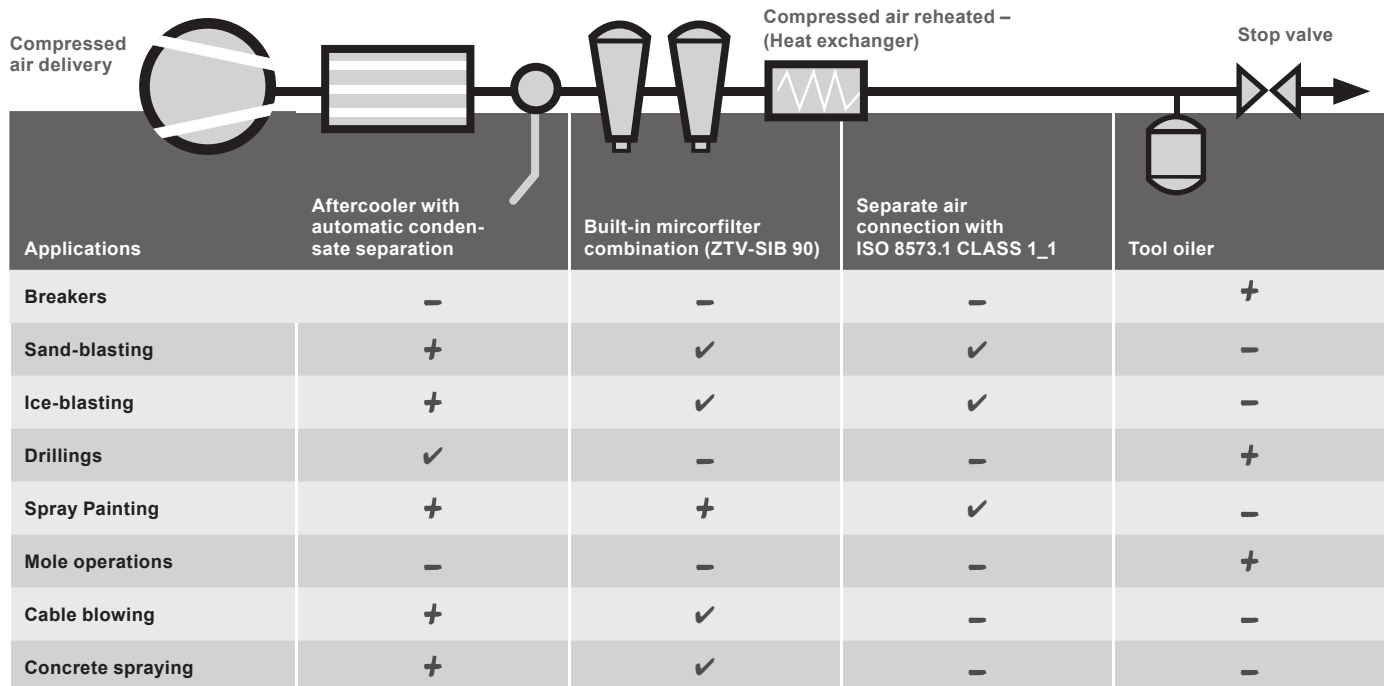 Compressed
air delivery
Compressed air reheated –
(Heat exchanger)
Stop valve
Applications
Aftercooler with
automatic conden-
sate separation
Built-in mircorfilter
combination (ZTV-SIB 90)
Separate air
connection with
ISO 8573.1 CLASS 1_1
Tool oiler
Breakers – – – +
Sand-blasting + ✔ ✔ –
Ice-blasting + ✔ ✔ –
Drillings ✔ – – +
Spray Painting + + ✔ –
Mole operations – – – +
Cable blowing + ✔ – –
Concrete spraying + ✔ – –